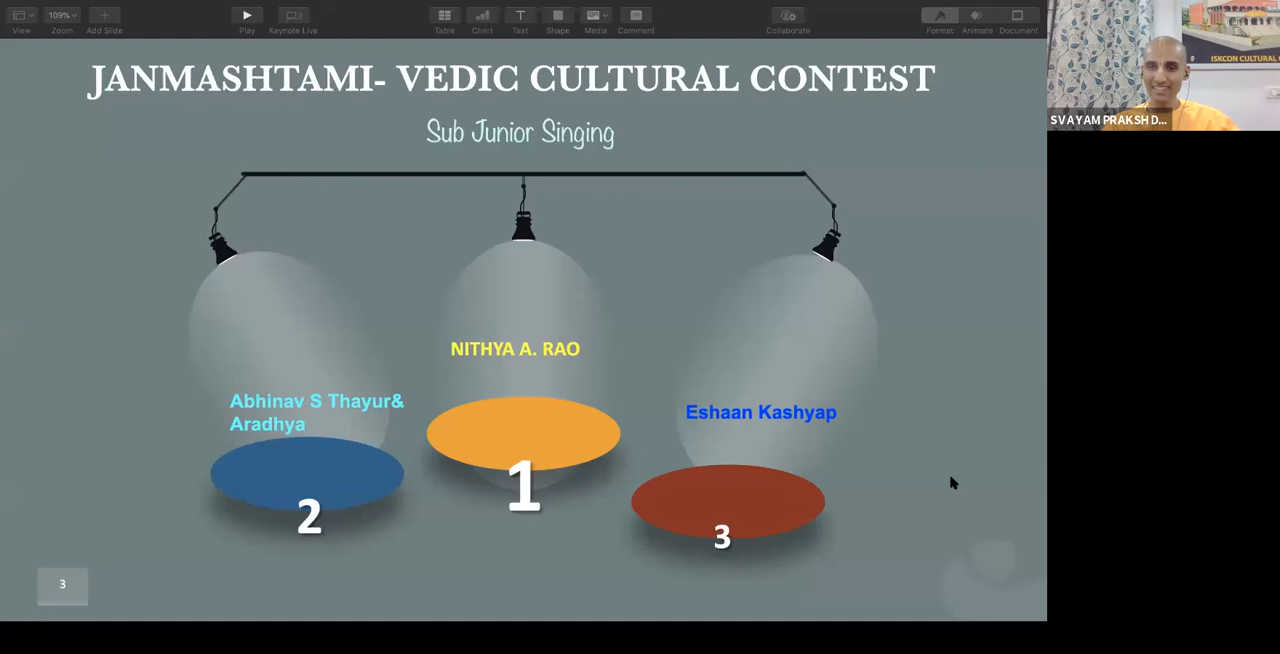 View
109%
Zoom
Add Slide
Play
Keynote Live
Table
Chart
Text
Shape
Media
Comment
Collaborate
Format
Animate
Document
JANMASHTAMI- VEDIC CULTURAL CONTEST
Sub Junior Singing
NITHYA A. RAO
Abhinav S Thayur&
Aradhya
Eshaan Kashyap
1
2
3
3
ISKCON CULTURAL
SVAYAM PRAKSH D...